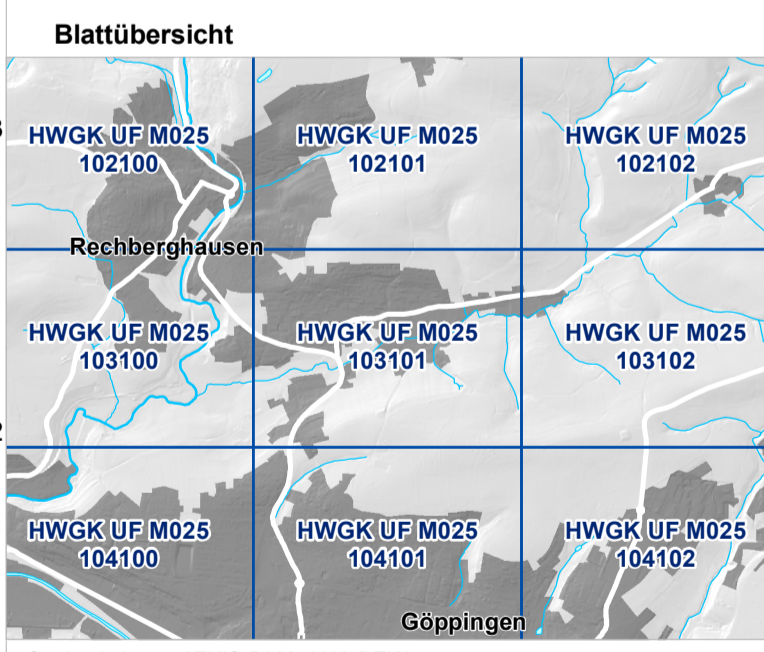 Blattübersicht
HWGK UF M025
102100
HWGK UF M025
102101
HWGK UF M025
102102
Rechberghausen
HWGK UF M025
103100
HWGK UF M025
103101
HWGK UF M025
103102
HWGK UF M025
104100
HWGK UF M025
104101
HWGK UF M025
104102
Göppingen